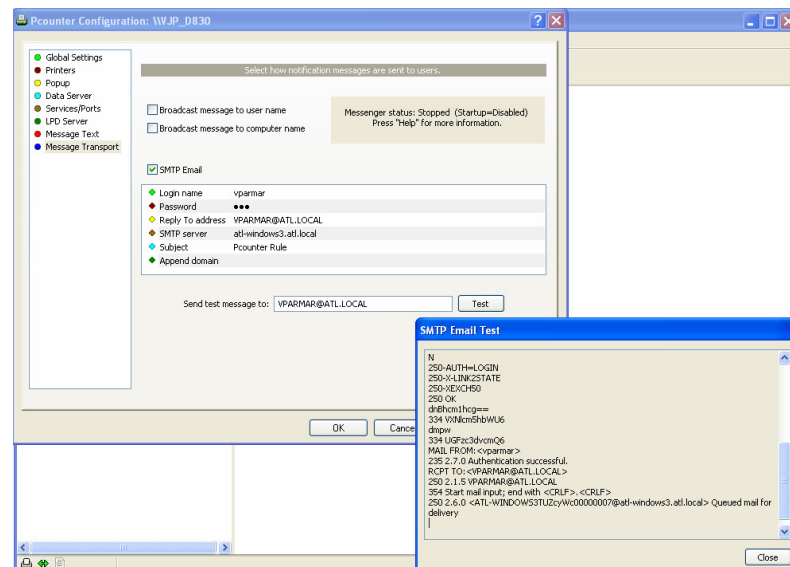 Pcounter Configuration: \\VJP_D830
Global Settings
Printers
Popup
Data Server
Services/Ports
LPD Server
Message Text
Message Transport
Select how notification messages are sent to users.
Broadcast message to user name
Broadcast message to computer name
Messenger status: Stopped (Startup=Disabled)
Press "Help" for more information.
SMTP Email
Login name vparmar
Password ●●●
Reply To address VPARMAR@ATL.LOCAL
SMTP server atl-windows3.atl.local
Subject Pcounter Rule
Append domain
Send test message to: VPARMAR@ATL.LOCAL Test
OK Cance
SMTP Email Test
N
250-AUTH=LOGIN
250-X-LINK2STATE
250-XEXCH50
250 OK
dnBhcm1hcg==
334 VXNlcm5hbWU6
dmpw
334 UGFzc3dvcmQ6
MAIL FROM:<vparmar>
235 2.7.0 Authentication successful.
RCPT TO:<VPARMAR@ATL.LOCAL>
250 2.1.5 VPARMAR@ATL.LOCAL
354 Start mail input; end with <CRLF>.<CRLF>
250 2.6.0 <ATL-WINDOWS3TUZcyWc00000007@atl-windows3.atl.local> Queued mail for
delivery
Close